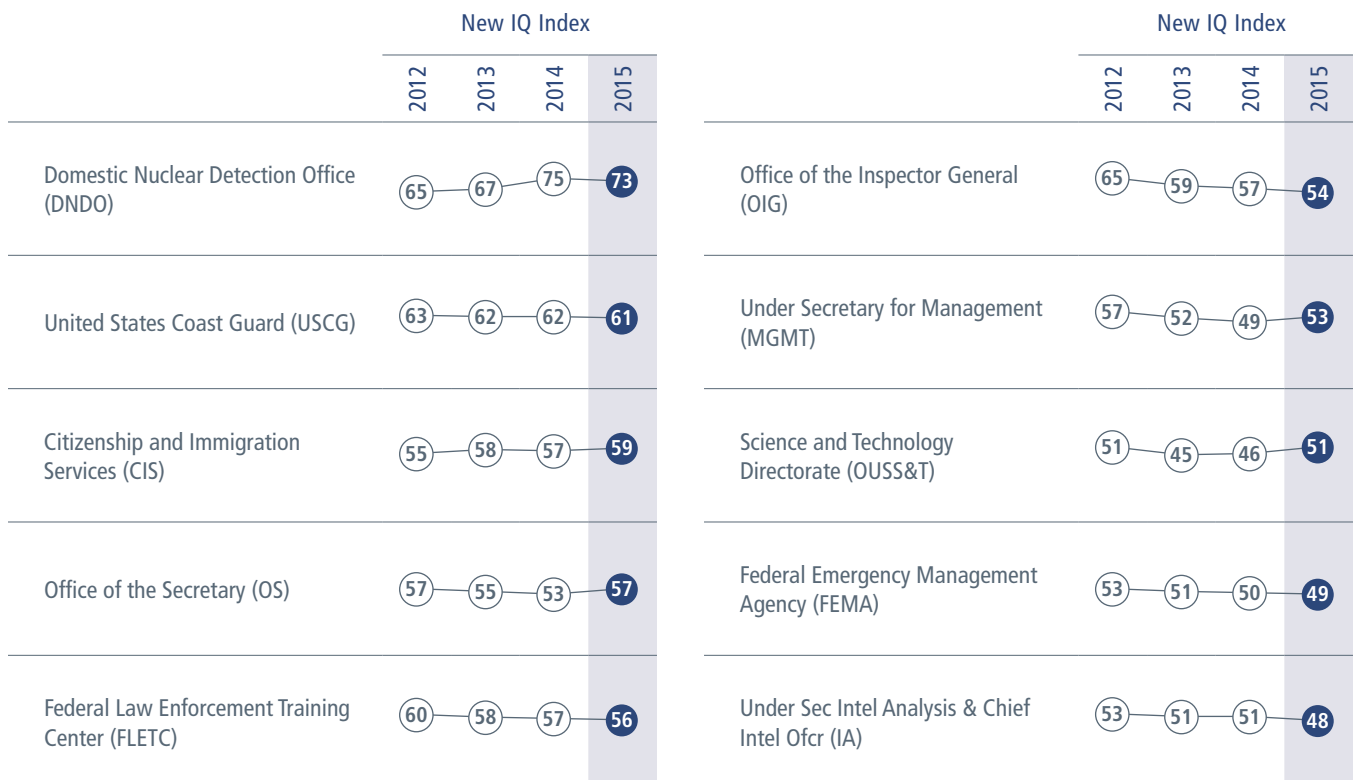 New IQ Index
2012 2013 2014 2015
Domestic Nuclear Detection Office
(DNDO)
65 67 75 73
United States Coast Guard (USCG)
63 62 62 61
Citizenship and Immigration
Services (CIS)
55 58 57 59
Office of the Secretary (OS)
57 55 53 57
Federal Law Enforcement Training
Center (FLETC)
60 58 57 56
New IQ Index
2012 2013 2014 2015
Office of the Inspector General
(OIG)
65 59 57 54
Under Secretary for Management
(MGMT)
57 52 49 53
Science and Technology
Directorate (OUSS&T)
51 45 46 51
Federal Emergency Management
Agency (FEMA)
53 51 50 49
Under Sec Intel Analysis & Chief
Intel Ofcr (IA)
53 51 51 48